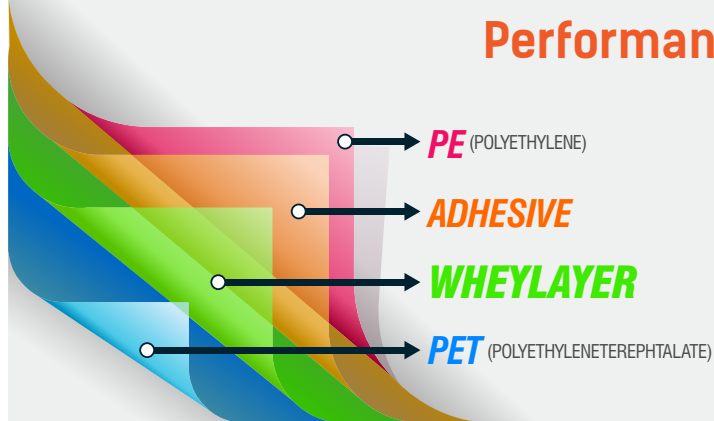 Performan
PE (POLYETHYLENE)
ADHESIVE
WHEYLAYER
PET (POLYETHYLENETEREPHTALATE)